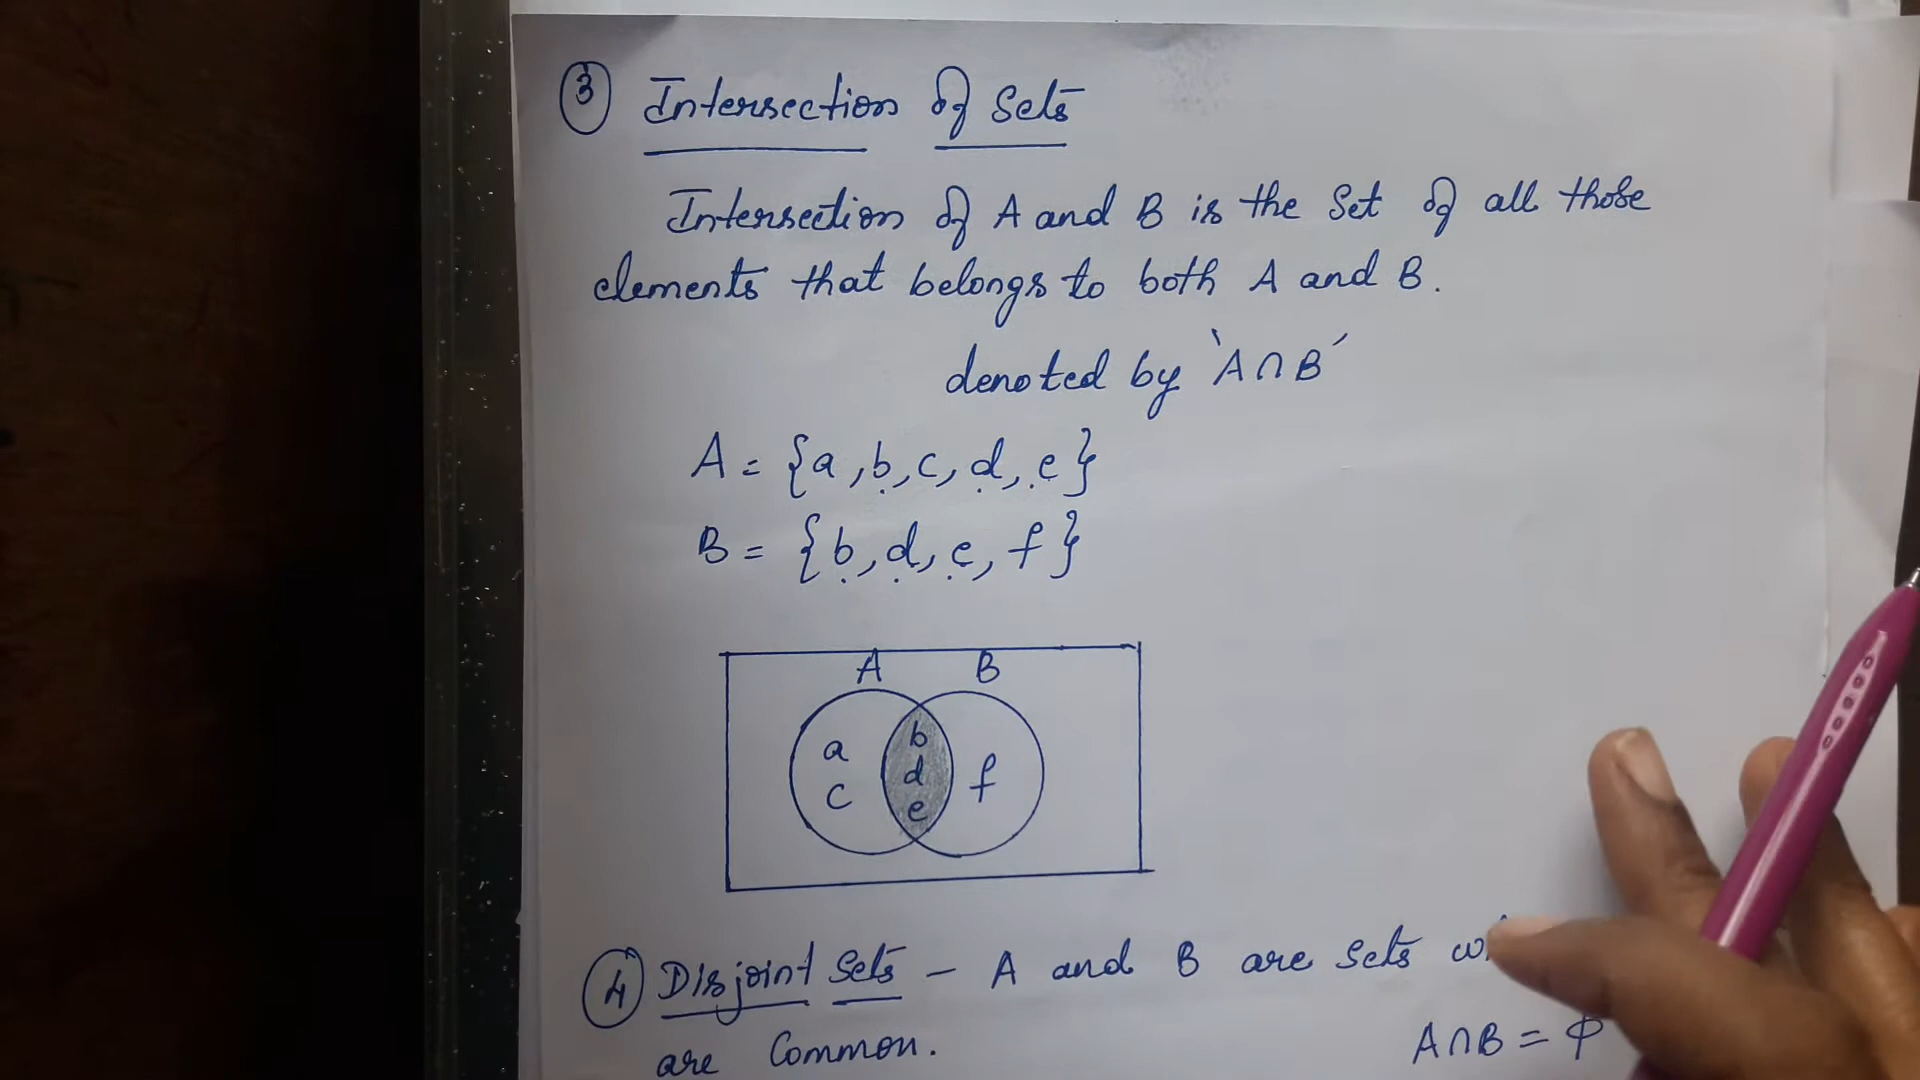 3 Intersection of Sets
Intersection of A and B is the Set of all those
elements that belongs to both A and B.
denoted by 'A∩B'
A = {a, b, c, d, e}
B = {b, d, e, f}
A B
a b
d f
c e
4 Disjoint Sets – A and B are Sets
are Common. A∩B = ϕ